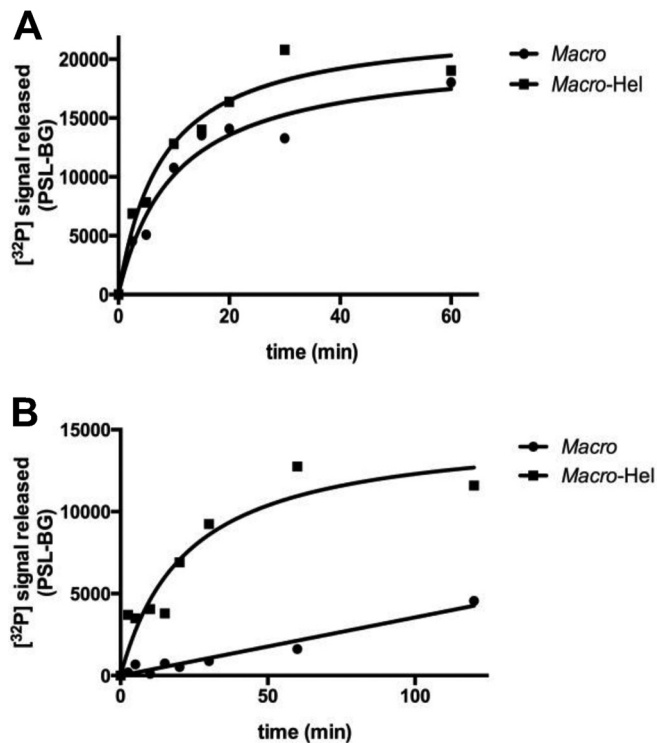 A
20000
15000
10000
5000
0
0 20 40 60
[³²P] signal released
(PSL-BG)
time (min)
Macro
Macro-Hel
B
15000
10000
5000
0
0 50 100
[³²P] signal released
(PSL-BG)
time (min)
Macro
Macro-Hel